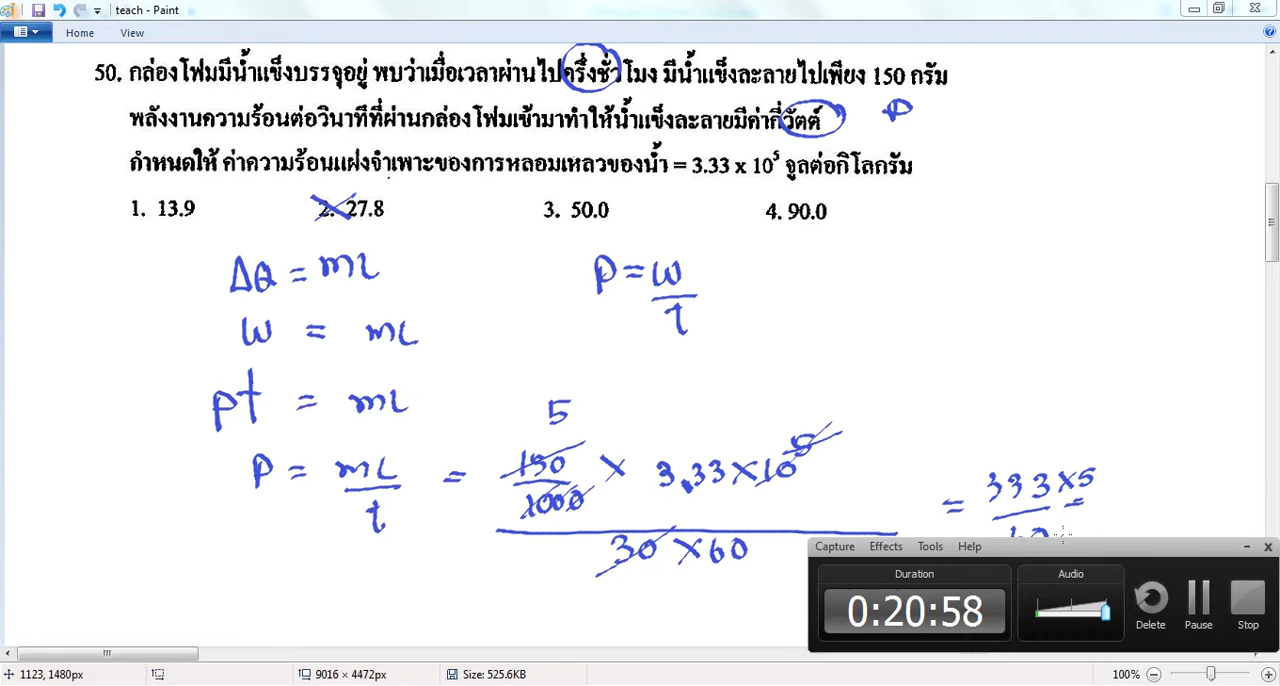 teach - Paint
Home View
50. กล่องโฟมมีน้ำแข็งบรรจุอยู่ พบว่าเมื่อเวลาผ่านไปครึ่งชั่วโมง มีน้ำแข็งละลายไปเพียง 150 กรัม
พลังงานความร้อนต่อวินาทีที่ผ่านกล่องโฟมเข้ามาทำให้น้ำแข็งละลายมีค่ากี่วัตต์ P
กำหนดให้ ค่าความร้อนแฝงจำเพาะของการหลอมเหลวของน้ำ = 3.33 x 10⁵ จูลต่อกิโลกรัม
1. 13.9 2. 27.8 3. 50.0 4. 90.0
ΔQ = mL P = W
t
W = mL
Pt = mL
5
P = mL = 150 × 3.33 × 10⁵ = 333 × 5 =
t 1000
30 × 60
Capture Effects Tools Help
Duration Audio
0:20:58
Delete Pause Stop
1123, 1480px 9016 × 4472px Size: 525.6KB 100%